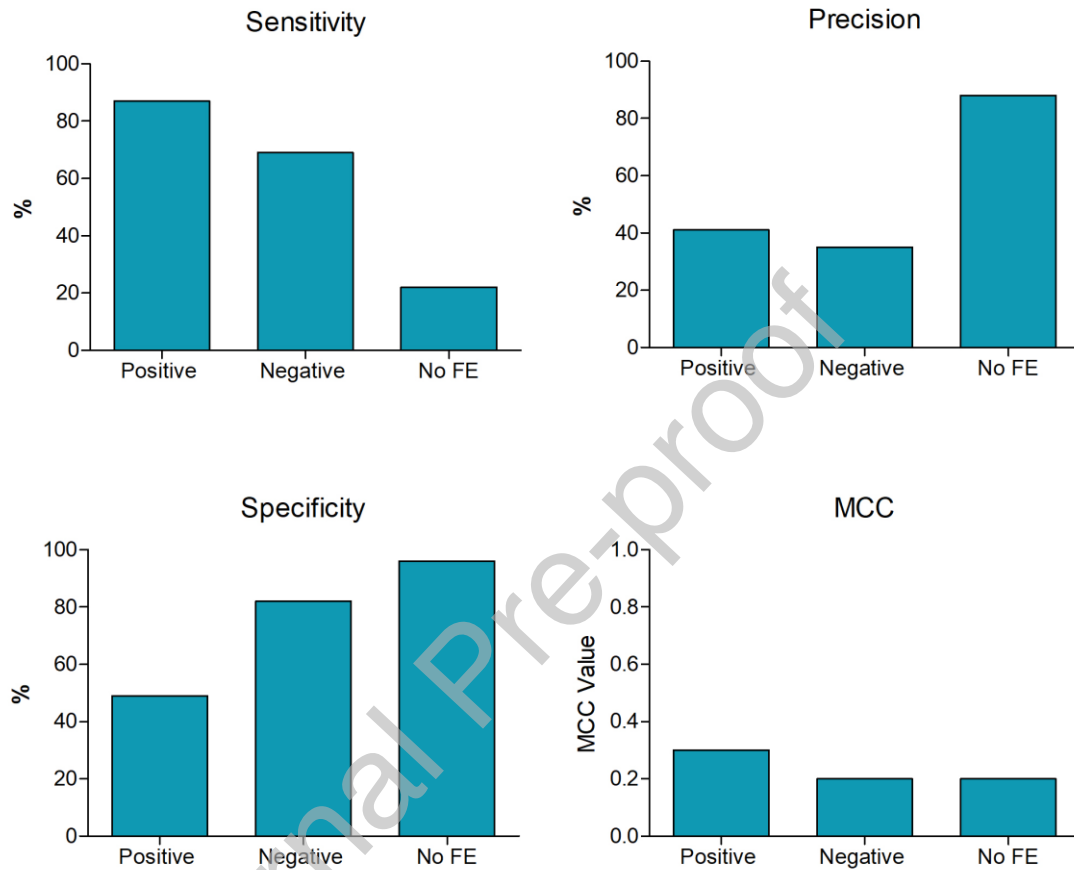 Sensitivity
100
80
60
40
20
0
%
Positive Negative No FE
Precision
100
80
60
40
20
0
%
Positive Negative No FE
Specificity
100
80
60
40
20
0
%
Positive Negative No FE
MCC
1.0
0.8
0.6
0.4
0.2
0.0
MCC Value
Positive Negative No FE
rnal Pre-proof